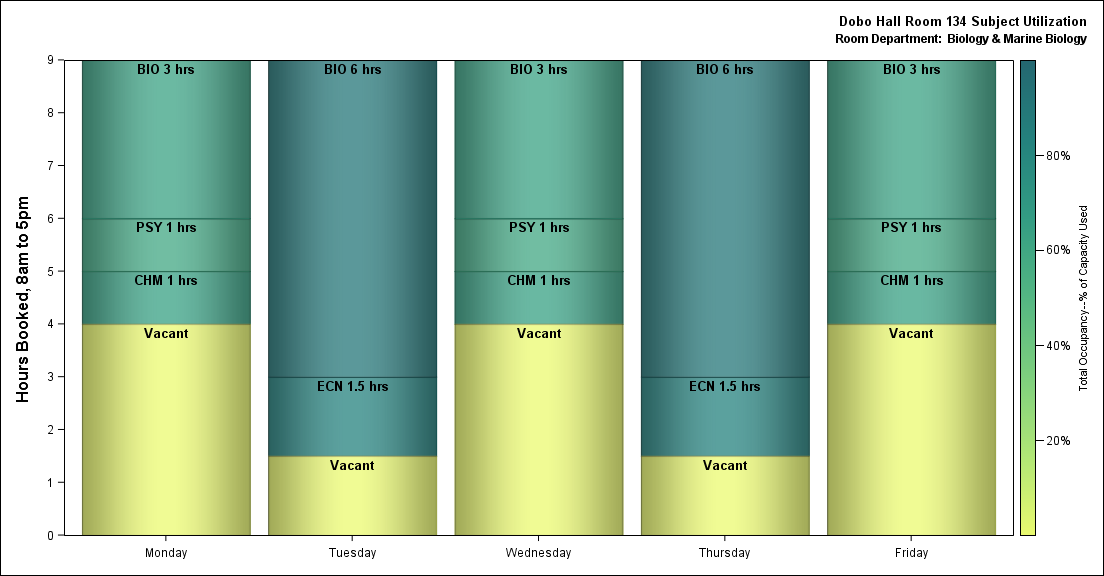 Dobo Hall Room 134 Subject Utilization
Room Department: Biology & Marine Biology
Hours Booked, 8am to 5pm
9
8
7
6
5
4
3
2
1
0
BIO 3 hrs
PSY 1 hrs
CHM 1 hrs
Vacant
BIO 6 hrs
ECN 1.5 hrs
Vacant
BIO 3 hrs
PSY 1 hrs
CHM 1 hrs
Vacant
BIO 6 hrs
ECN 1.5 hrs
Vacant
BIO 3 hrs
PSY 1 hrs
CHM 1 hrs
Vacant
Monday
Tuesday
Wednesday
Thursday
Friday
80%
60%
40%
20%
Total Occupancy--% of Capacity Used